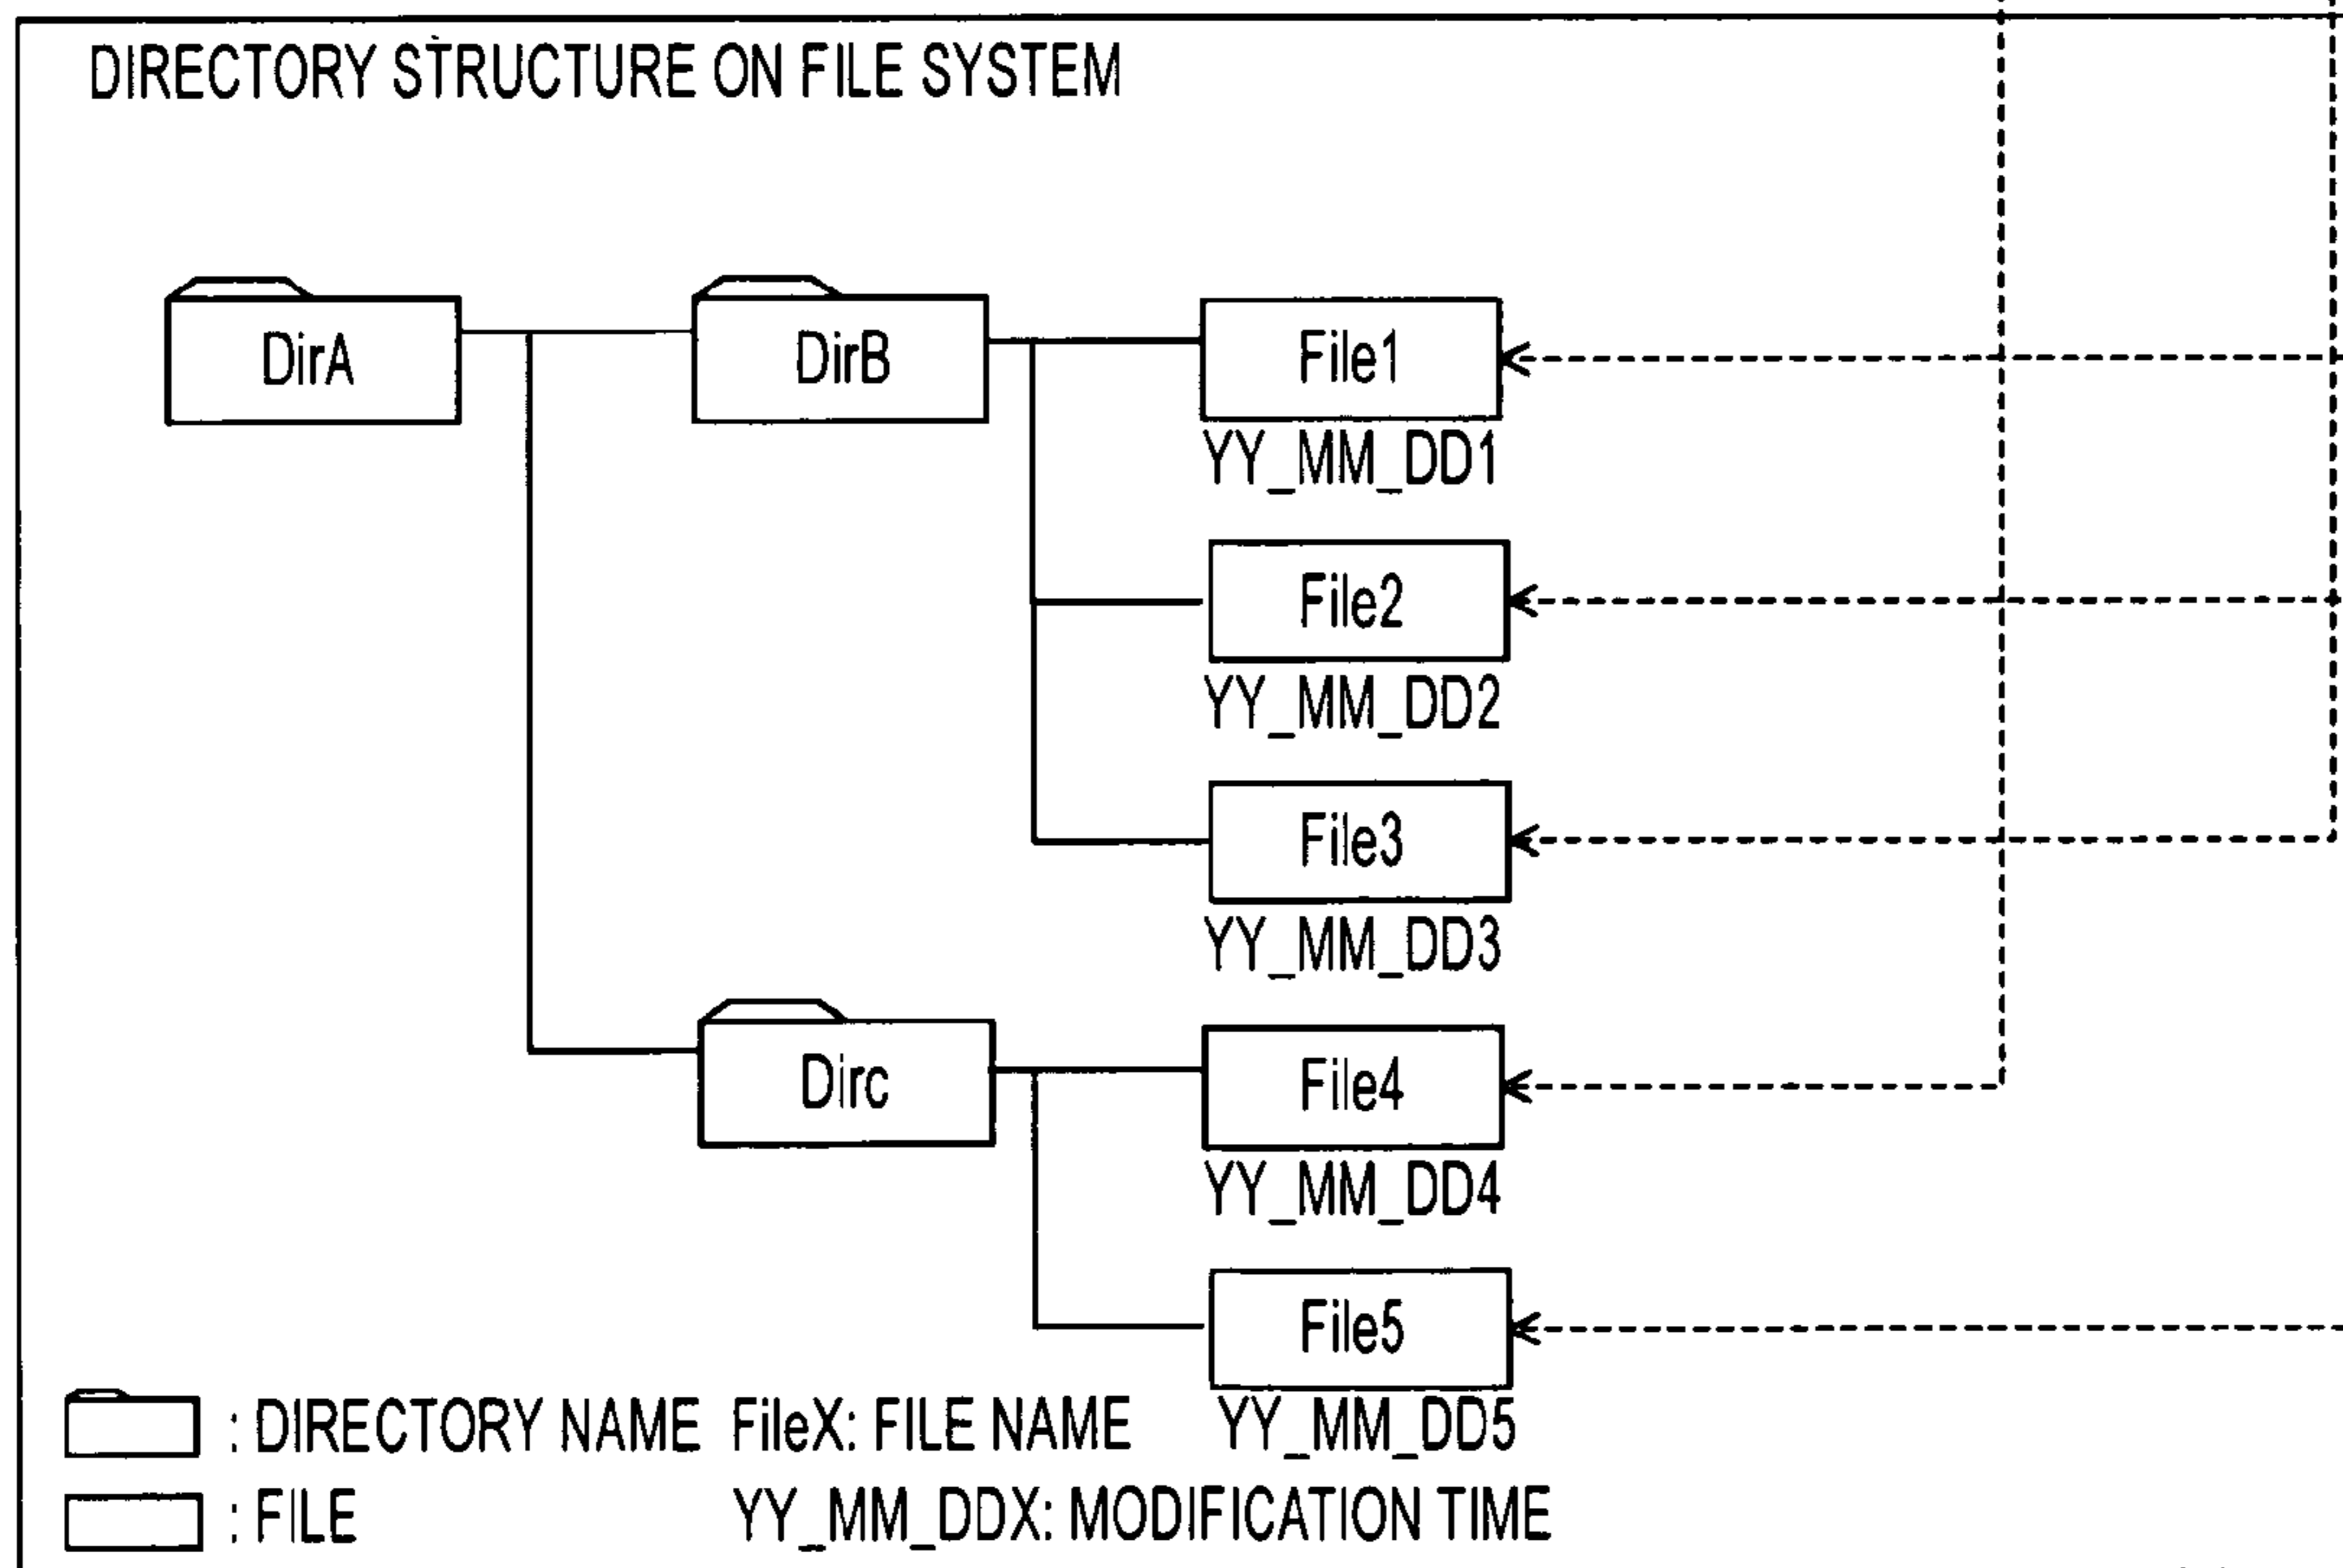 DIRECTORY STRUCTURE ON FILE SYSTEM
DirA
DirB
File1
YY_MM_DD1
File2
YY_MM_DD2
File3
YY_MM_DD3
Dirc
File4
YY_MM_DD4
File5
YY_MM_DD5
: DIRECTORY NAME FileX: FILE NAME
: FILE YY_MM_DDX: MODIFICATION TIME